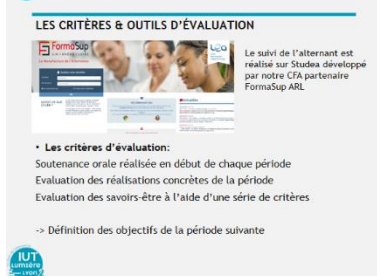 LES CRITÈRES & OUTILS D'ÉVALUATION
FormaSup
Le suivi de l'alternant est
réalisé sur Studea développé
par notre CFA partenaire
FormaSup ARL
• Les critères d'évaluation:
Soutenance orale réalisée en début de chaque période
Evaluation des réalisations concrètes de la période
Evaluation des savoirs-être à l'aide d'une série de critères
-> Définition des objectifs de la période suivante
IUT
Lumière
Lyon